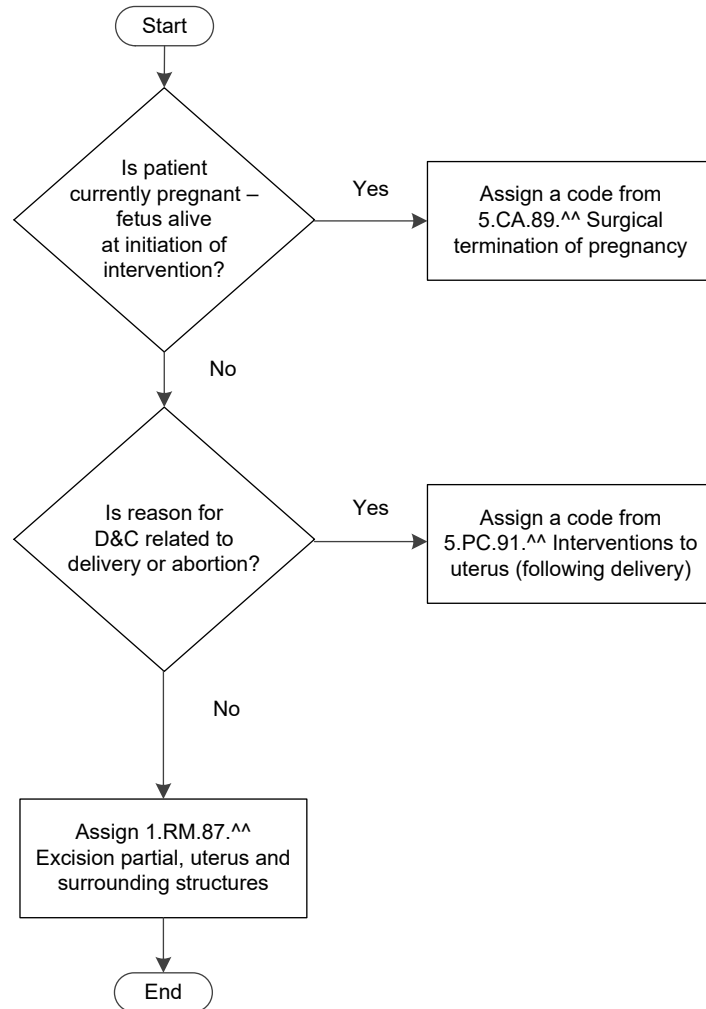 Start
Is patient
currently pregnant –
fetus alive
at initiation of
intervention?
Yes
Assign a code from
5.CA.89.^^ Surgical
termination of pregnancy
No
Is reason for
D&C related to
delivery or abortion?
Yes
Assign a code from
5.PC.91.^^ Interventions to
uterus (following delivery)
No
Assign 1.RM.87.^^
Excision partial, uterus and
surrounding structures
End